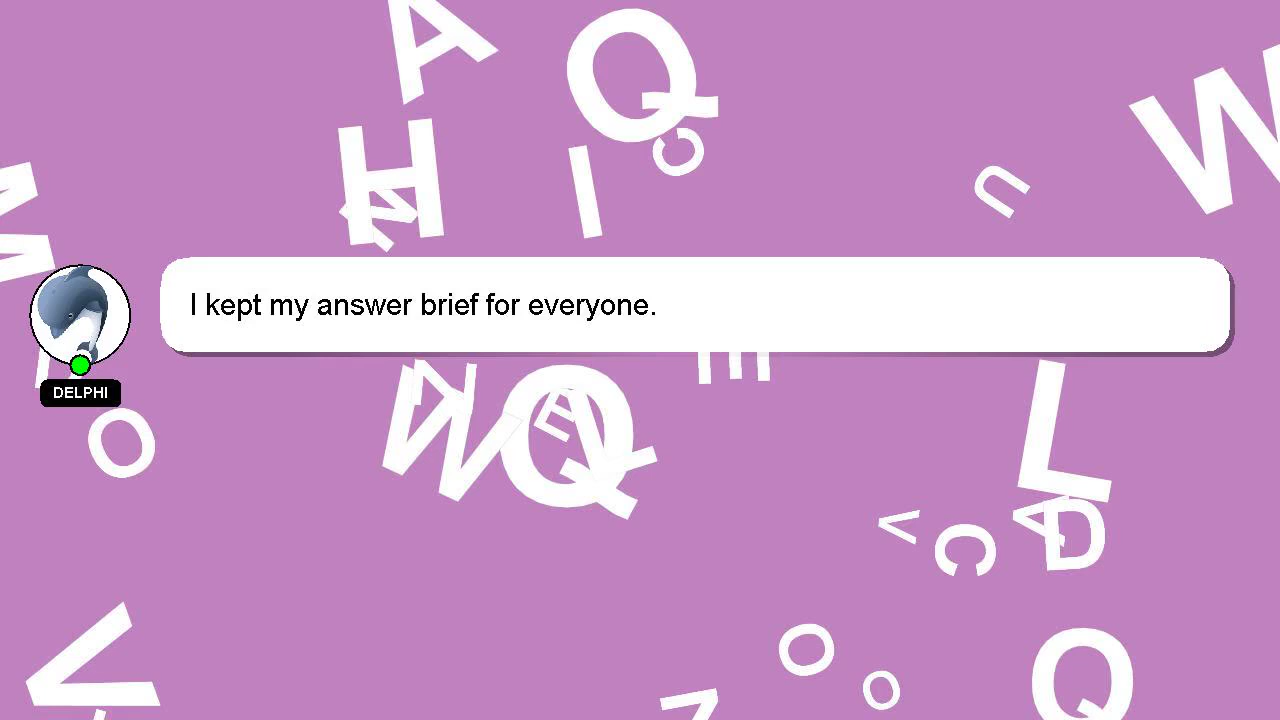 I kept my answer brief for everyone.
DELPHI
A
Q
W
H
I
C
U
M
N
E
L
O
W
Q
E
V
C
A
D
V
O
O
Q